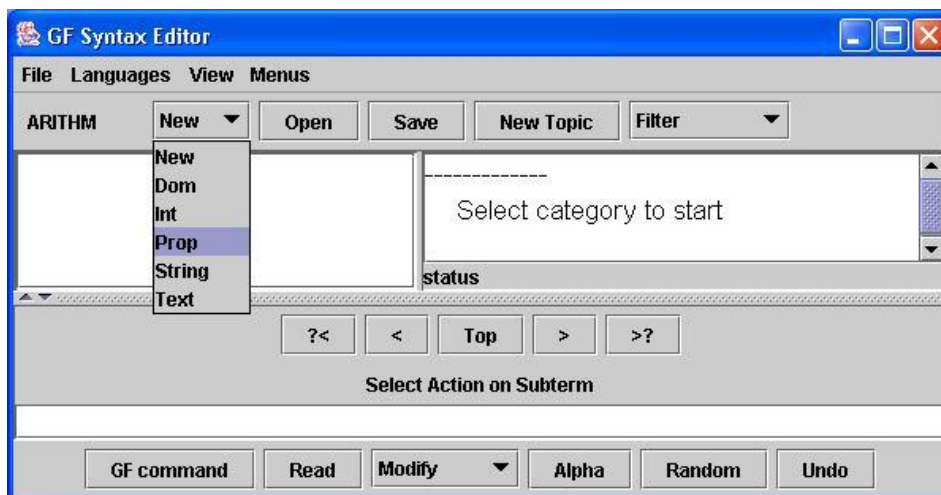 GF Syntax Editor
File Languages View Menus
ARITHM New Open Save New Topic Filter
New
Dom
Int
Prop
String
Text
-------------
Select category to start
status
?< < Top > >?
Select Action on Subterm
GF command Read Modify Alpha Random Undo